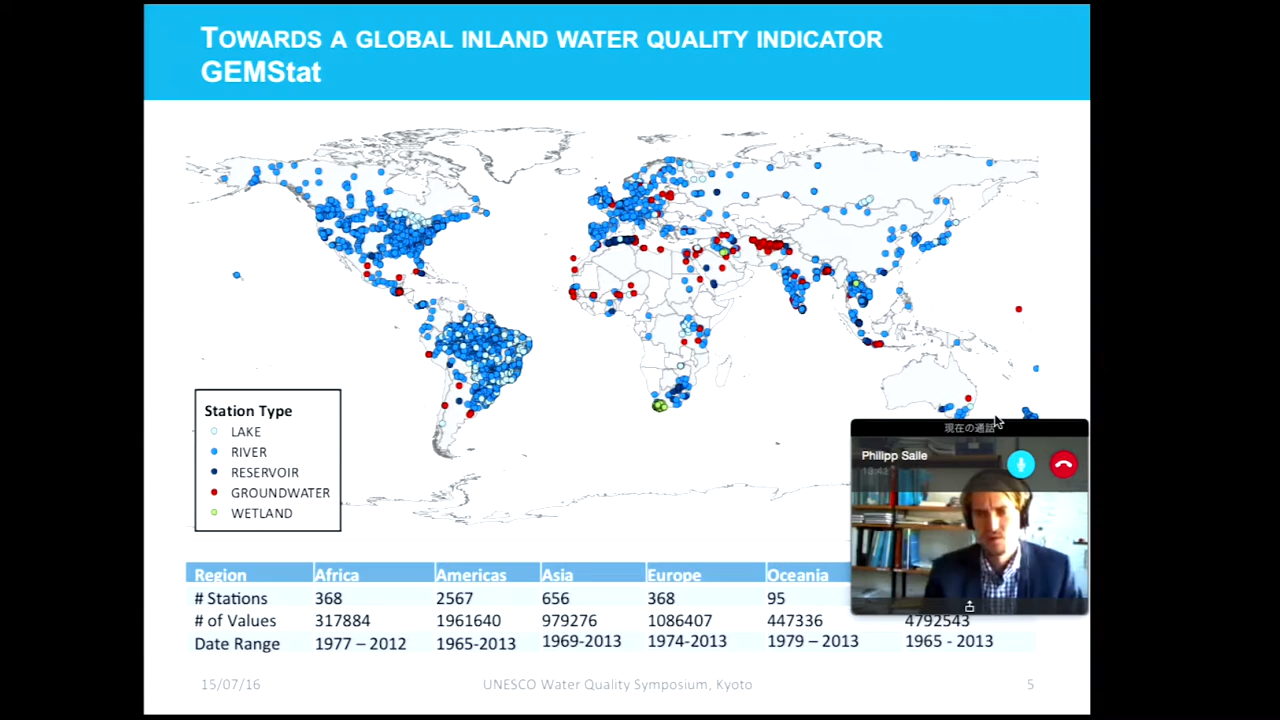 TOWARDS A GLOBAL INLAND WATER QUALITY INDICATOR
GEMStat
Station Type
LAKE
RIVER
RESERVOIR
GROUNDWATER
WETLAND
現在の通話
Philipp Saile
Region Africa Americas Asia Europe Oceania
# Stations 368 2567 656 368 95
# of Values 317884 1961640 979276 1086407 447336 4792543
Date Range 1977 – 2012 1965-2013 1969-2013 1974-2013 1979 – 2013 1965 - 2013
15/07/16 UNESCO Water Quality Symposium, Kyoto 5